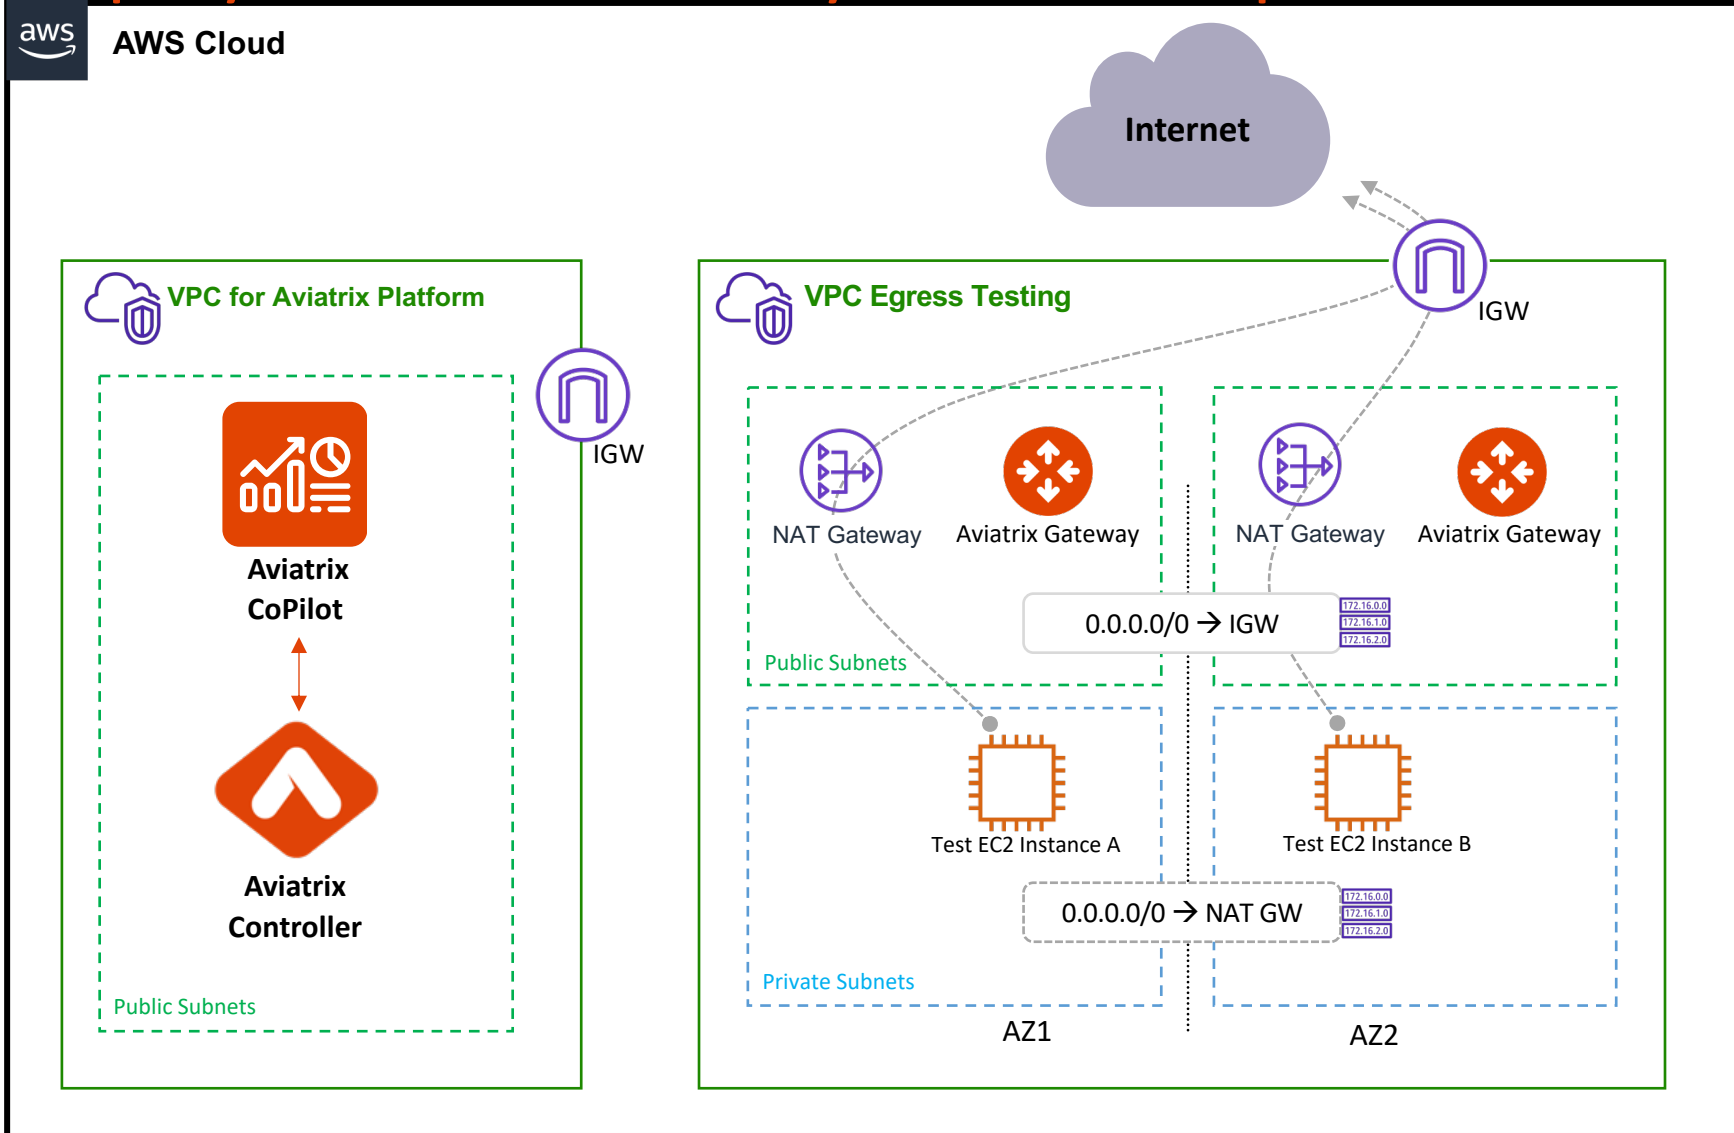 aws
AWS Cloud
Internet
VPC for Aviatrix Platform
VPC Egress Testing
IGW
IGW
Aviatrix
CoPilot
NAT Gateway
Aviatrix Gateway
NAT Gateway
Aviatrix Gateway
0.0.0.0/0 → IGW
172.16.0.0
172.16.1.0
172.16.2.0
Public Subnets
Test EC2 Instance A
Test EC2 Instance B
Aviatrix
Controller
0.0.0.0/0 → NAT GW
172.16.0.0
172.16.1.0
172.16.2.0
Private Subnets
Public Subnets
AZ1
AZ2